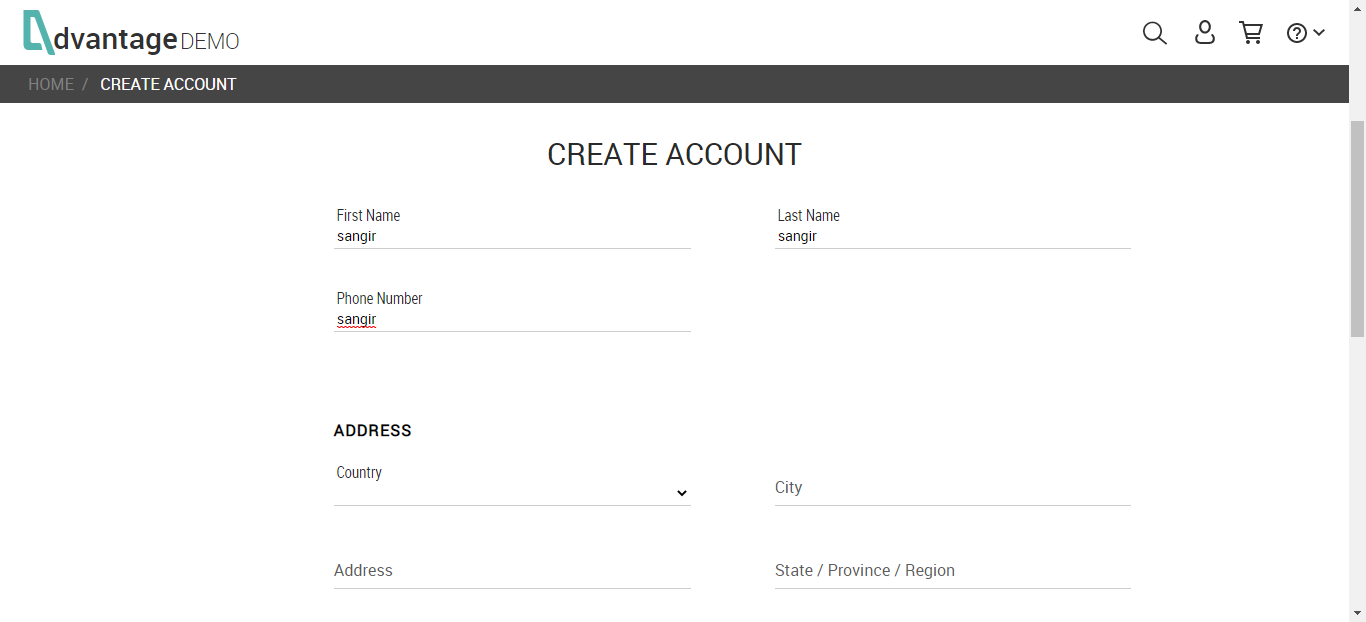 dvantage DEMO
HOME / CREATE ACCOUNT
CREATE ACCOUNT
First Name
sangir
Last Name
sangir
Phone Number
sangir
ADDRESS
Country
City
Address
State / Province / Region